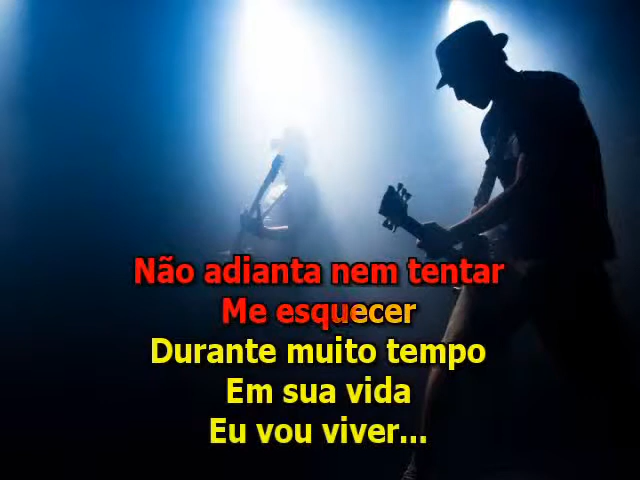 Não adianta nem tentar
Me esquecer
Durante muito tempo
Em sua vida
Eu vou viver...